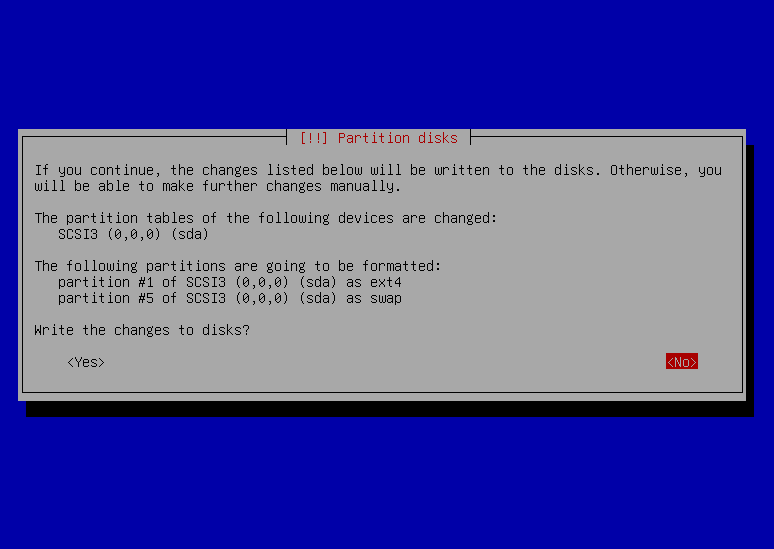 [!!] Partition disks
If you continue, the changes listed below will be written to the disks. Otherwise, you
will be able to make further changes manually.
The partition tables of the following devices are changed:
SCSI3 (0,0,0) (sda)
The following partitions are going to be formatted:
partition #1 of SCSI3 (0,0,0) (sda) as ext4
partition #5 of SCSI3 (0,0,0) (sda) as swap
Write the changes to disks?
<Yes> <No>